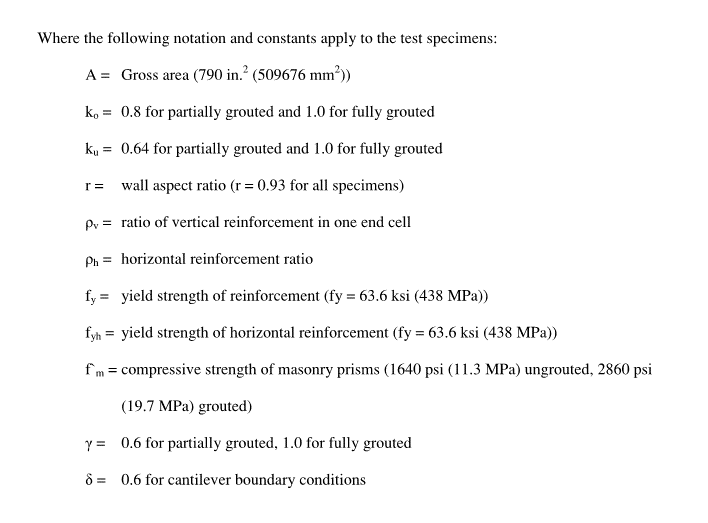 Where the following notation and constants apply to the test specimens:
A = Gross area (790 in.² (509676 mm²))
kₒ = 0.8 for partially grouted and 1.0 for fully grouted
kᵤ = 0.64 for partially grouted and 1.0 for fully grouted
r = wall aspect ratio (r = 0.93 for all specimens)
ρᵥ = ratio of vertical reinforcement in one end cell
ρₕ = horizontal reinforcement ratio
f_y = yield strength of reinforcement (fy = 63.6 ksi (438 MPa))
f_yh = yield strength of horizontal reinforcement (fy = 63.6 ksi (438 MPa))
f`ₘ = compressive strength of masonry prisms (1640 psi (11.3 MPa) ungrouted, 2860 psi
(19.7 MPa) grouted)
γ = 0.6 for partially grouted, 1.0 for fully grouted
δ = 0.6 for cantilever boundary conditions